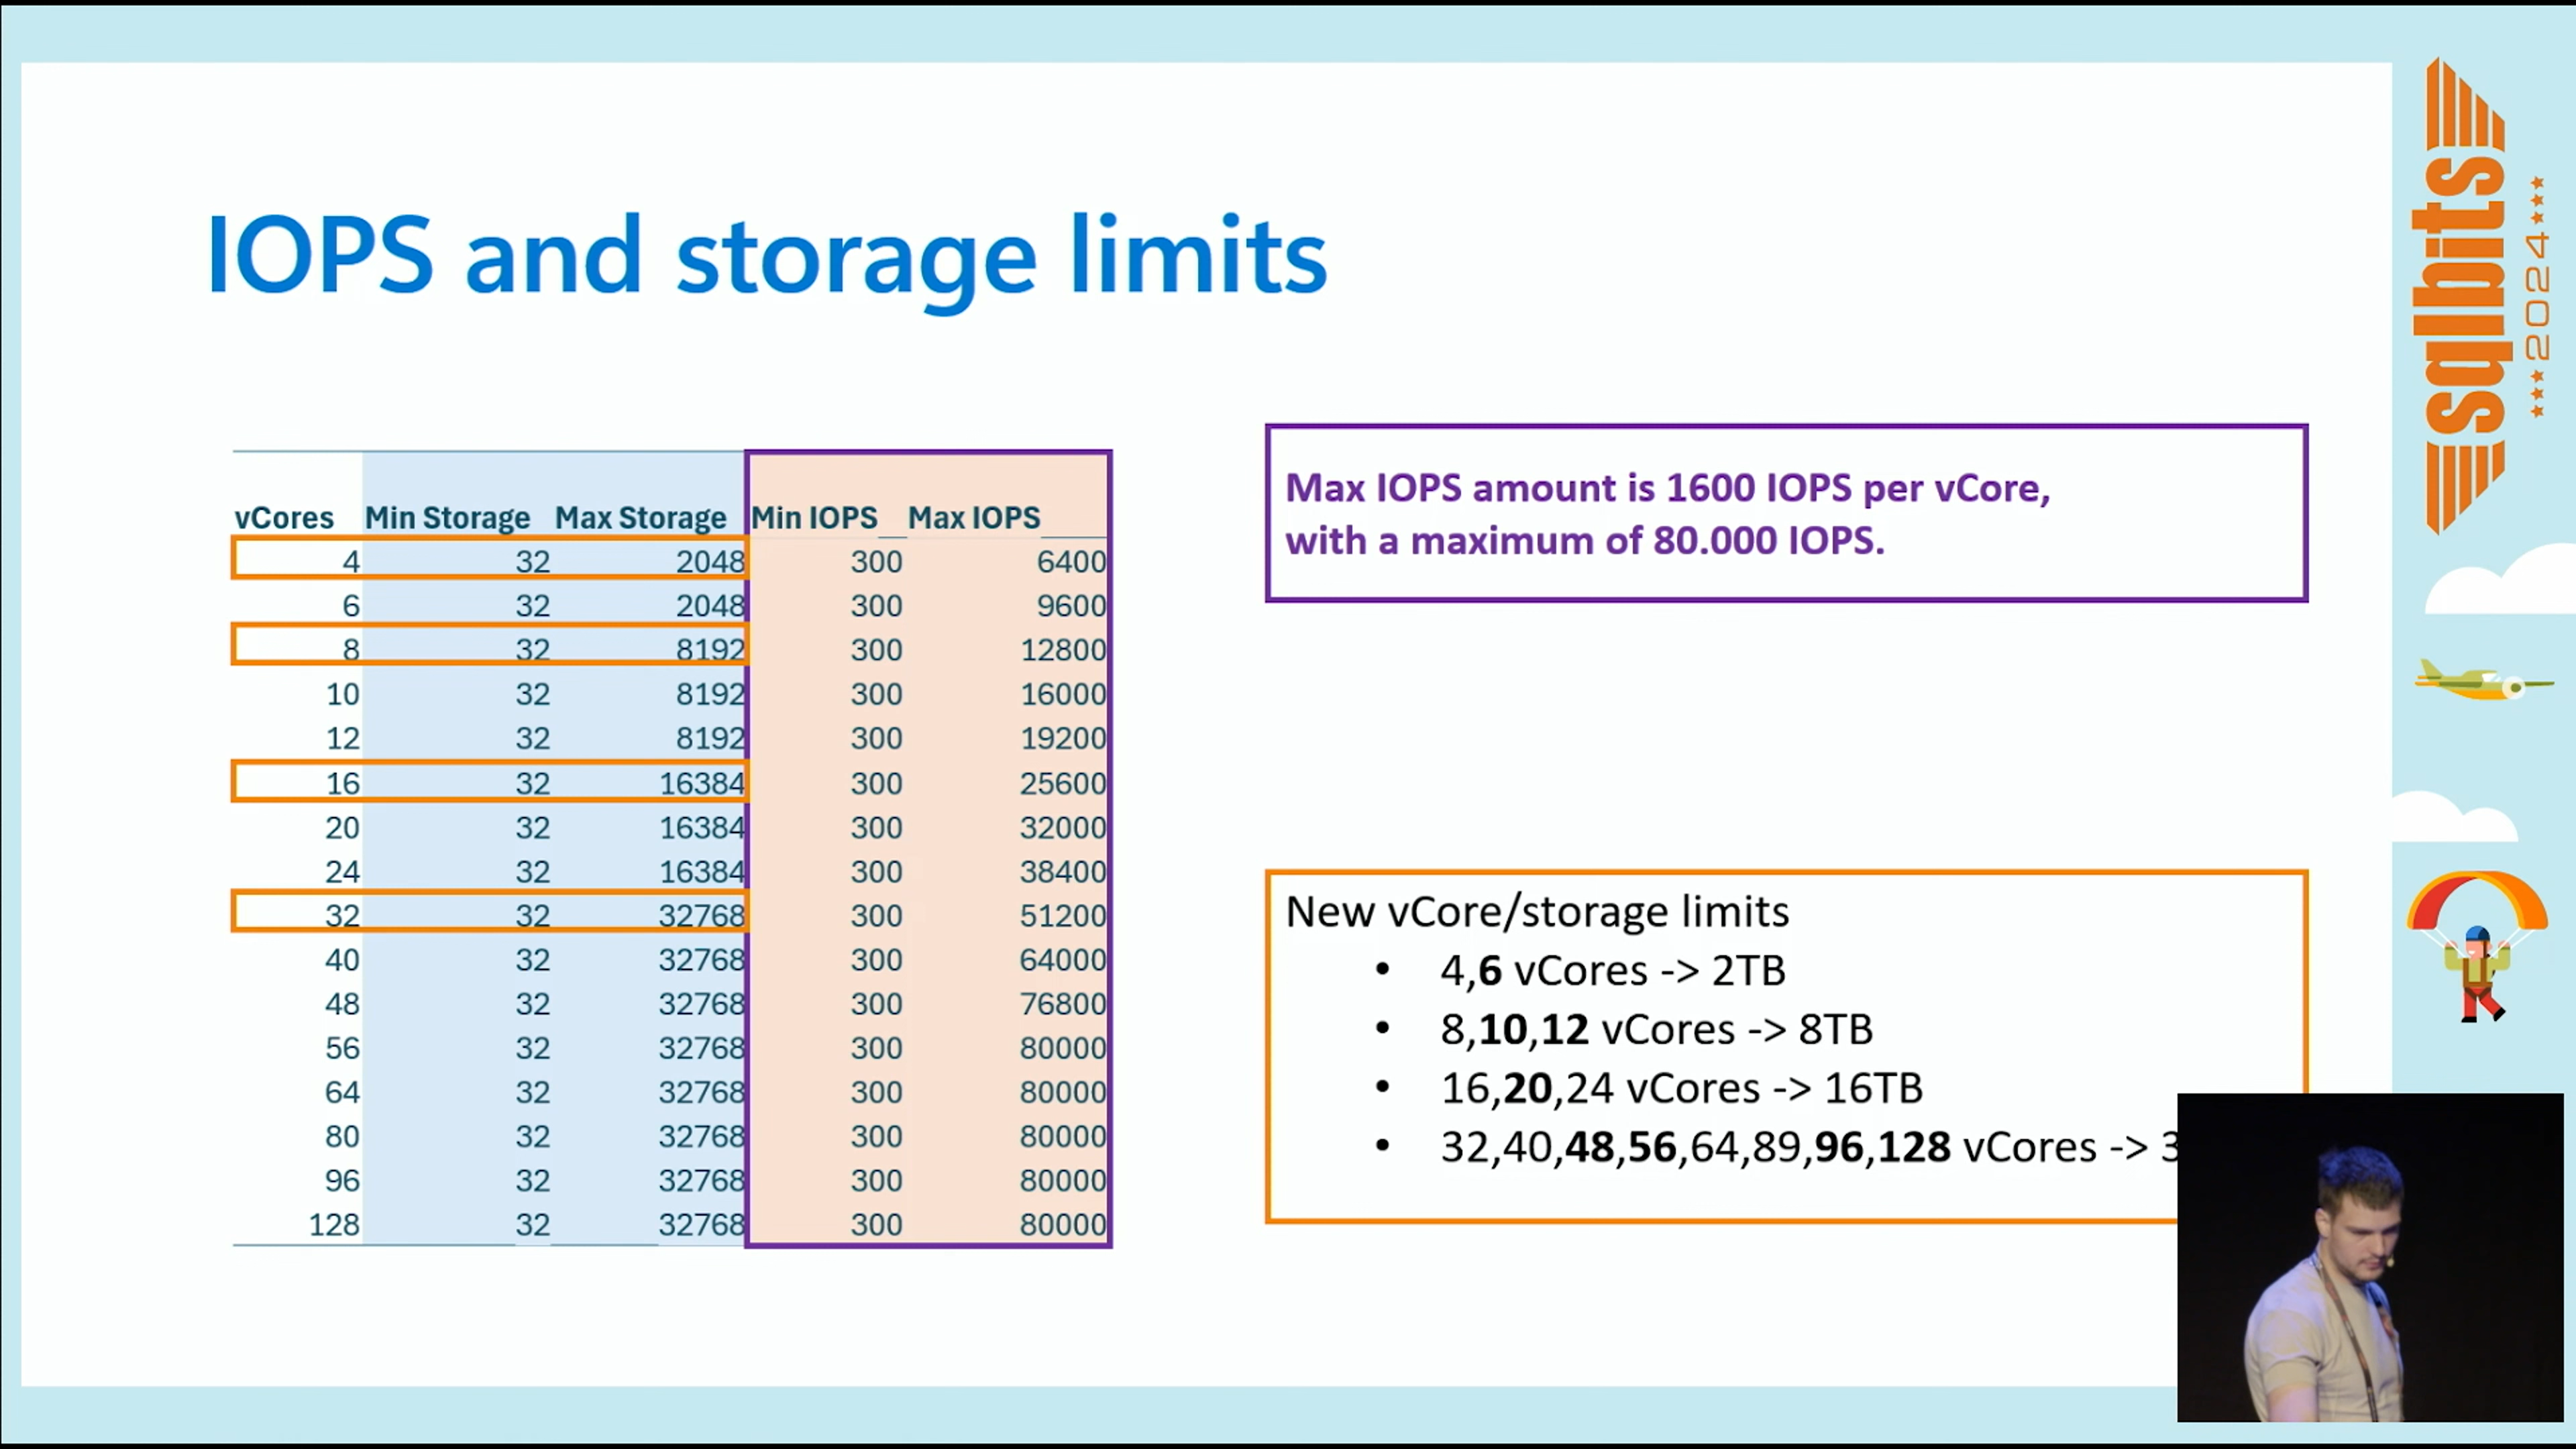 IOPS and storage limits
vCores Min Storage Max Storage Min IOPS Max IOPS
4 32 2048 300 6400
6 32 2048 300 9600
8 32 8192 300 12800
10 32 8192 300 16000
12 32 8192 300 19200
16 32 16384 300 25600
20 32 16384 300 32000
24 32 16384 300 38400
32 32 32768 300 51200
40 32 32768 300 64000
48 32 32768 300 76800
56 32 32768 300 80000
64 32 32768 300 80000
80 32 32768 300 80000
96 32 32768 300 80000
128 32 32768 300 80000
Max IOPS amount is 1600 IOPS per vCore,
with a maximum of 80.000 IOPS.
New vCore/storage limits
• 4,6 vCores -> 2TB
• 8,10,12 vCores -> 8TB
• 16,20,24 vCores -> 16TB
• 32,40,48,56,64,89,96,128 vCores -> 3
sqlbits
2024